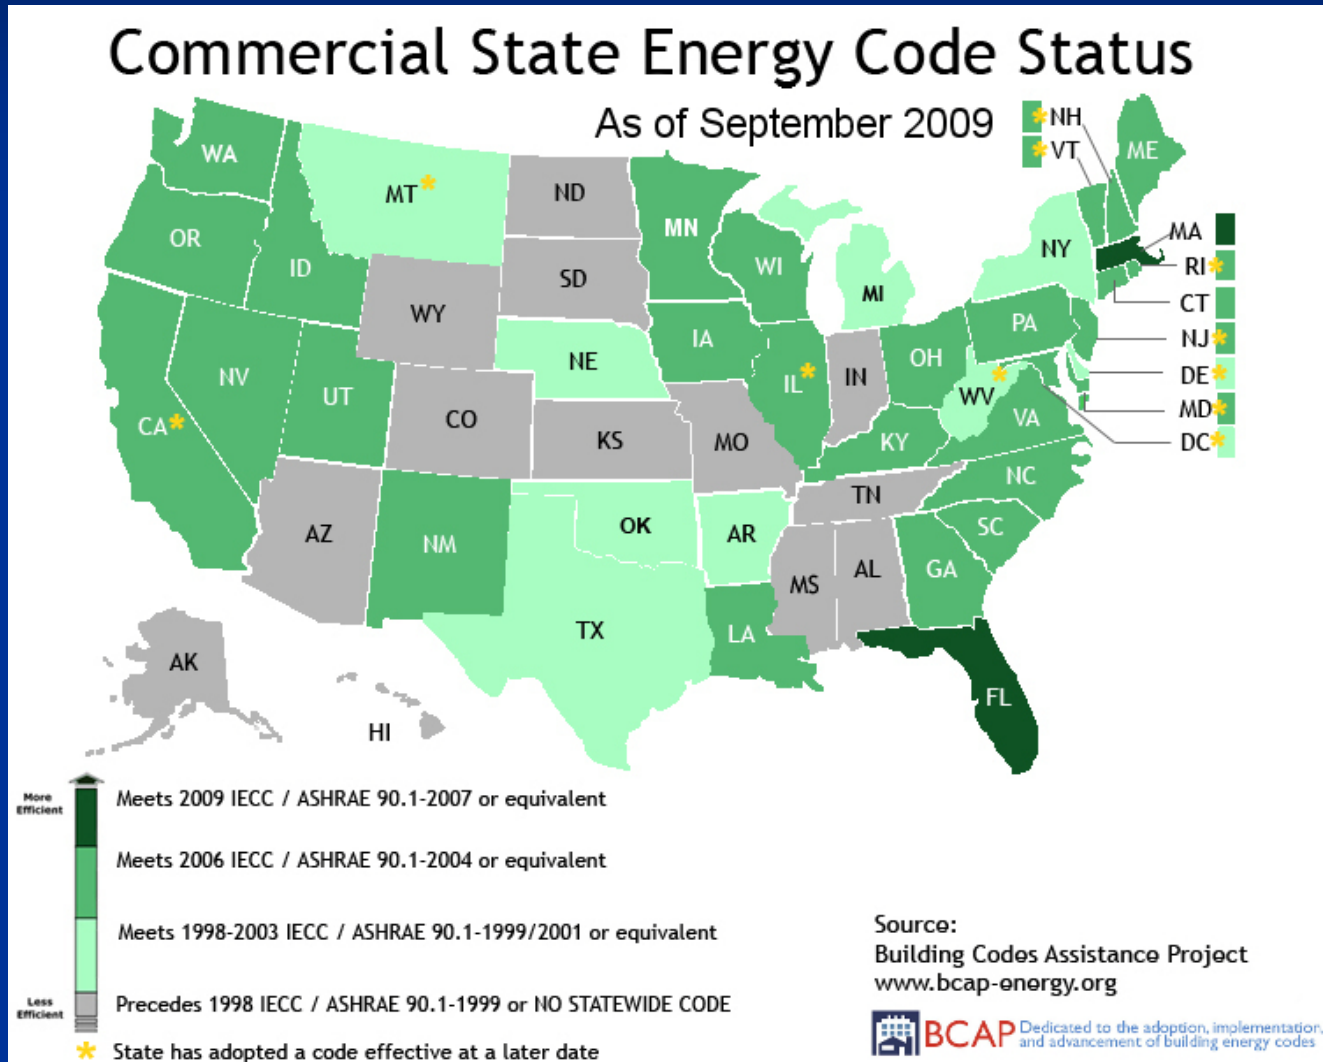 Commercial State Energy Code Status
As of September 2009
*NH
*VT
ME
WA
MT*
ND
MN
OR
ID
SD
WI
MI
NY
MA
RI*
CT
NJ*
DE*
MD*
DC*
WY
NE
IA
PA
NV
UT
CO
KS
MO
IL*
IN
OH
WV*
VA
KY
CA*
AZ
NM
OK
AR
TN
NC
SC
MS
AL
GA
TX
LA
FL
AK
HI
More
Efficient
Meets 2009 IECC / ASHRAE 90.1-2007 or equivalent
Meets 2006 IECC / ASHRAE 90.1-2004 or equivalent
Meets 1998-2003 IECC / ASHRAE 90.1-1999/2001 or equivalent
Less
Efficient
Precedes 1998 IECC / ASHRAE 90.1-1999 or NO STATEWIDE CODE
* State has adopted a code effective at a later date
Source:
Building Codes Assistance Project
www.bcap-energy.org
BCAP Dedicated to the adoption, implementation,
and advancement of building energy codes